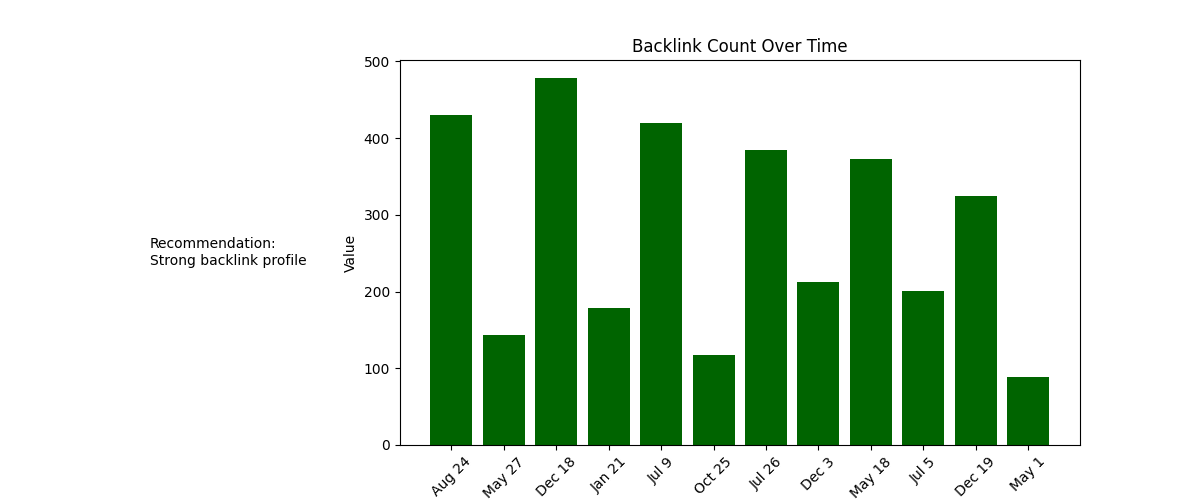 Backlink Count Over Time
Recommendation:
Strong backlink profile
Value
500
400
300
200
100
0
Aug 24
May 27
Dec 18
Jan 21
Jul 9
Oct 25
Jul 26
Dec 3
May 18
Jul 5
Dec 19
May 1